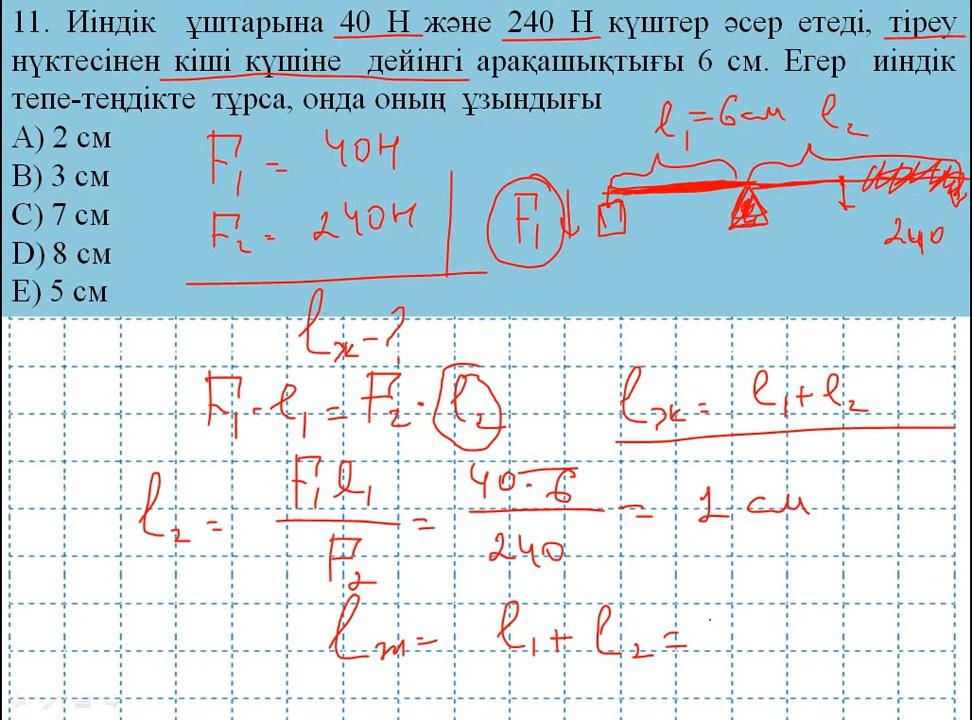 11. Иіндік ұштарына 40 Н және 240 Н күштер әсер етеді, тіреу
нүктесінен кіші күшіне дейінгі арақашықтығы 6 см. Егер иіндік
тепе-теңдікте тұрса, онда оның ұзындығы
A) 2 см
B) 3 см
C) 7 см
D) 8 см
E) 5 см
F₁ = 40Н
F₂ = 240Н
lж - ?
l₁ = 6см l₂
F₁
240
F₁ · l₁ = F₂ · l₂
lж = l₁ + l₂
l₂ = F₁ l₁ / F₂ = 40 · 6 / 240 = 1 см
lж = l₁ + l₂ =